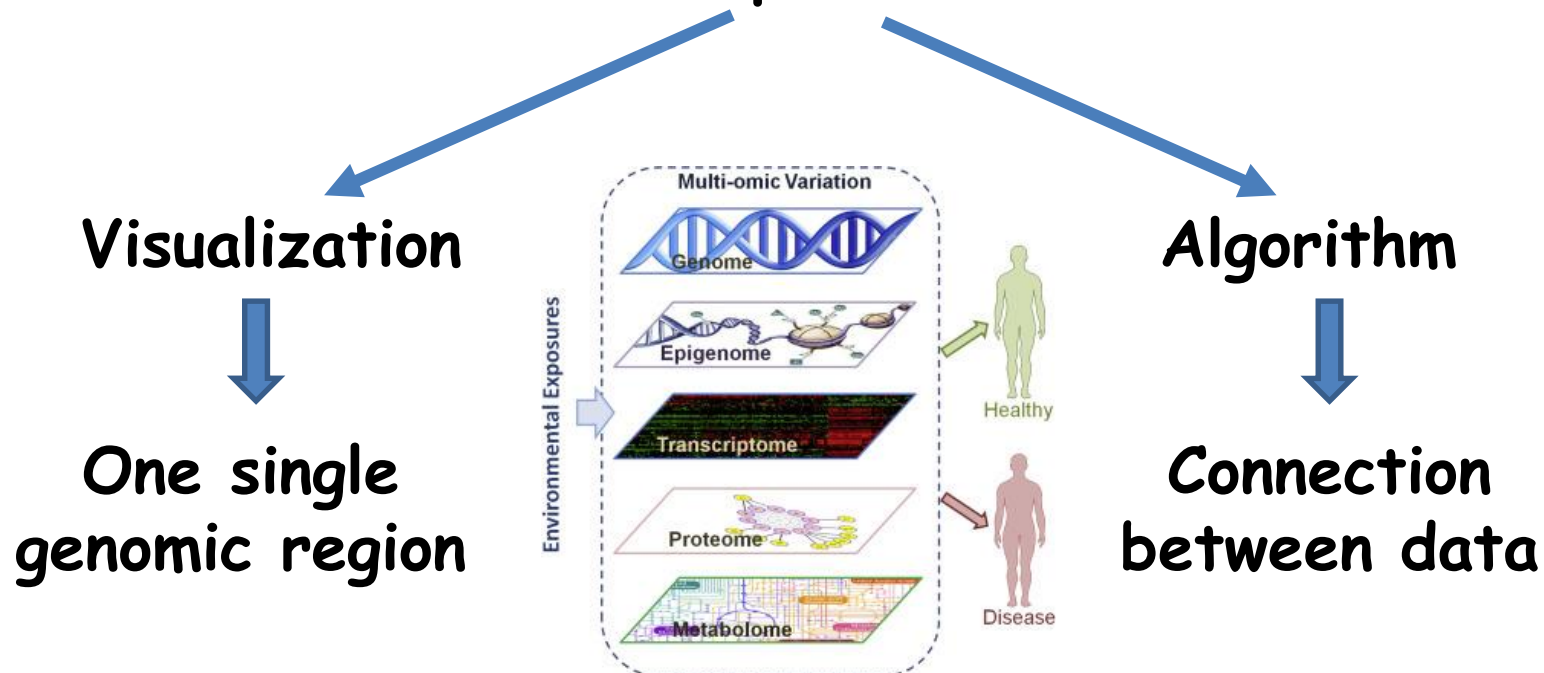 Visualization
One single
genomic region
Environmental Exposures
Multi-omic Variation
Genome
Epigenome
Transcriptome
Proteome
Metabolome
Healthy
Disease
Algorithm
Connection
between data